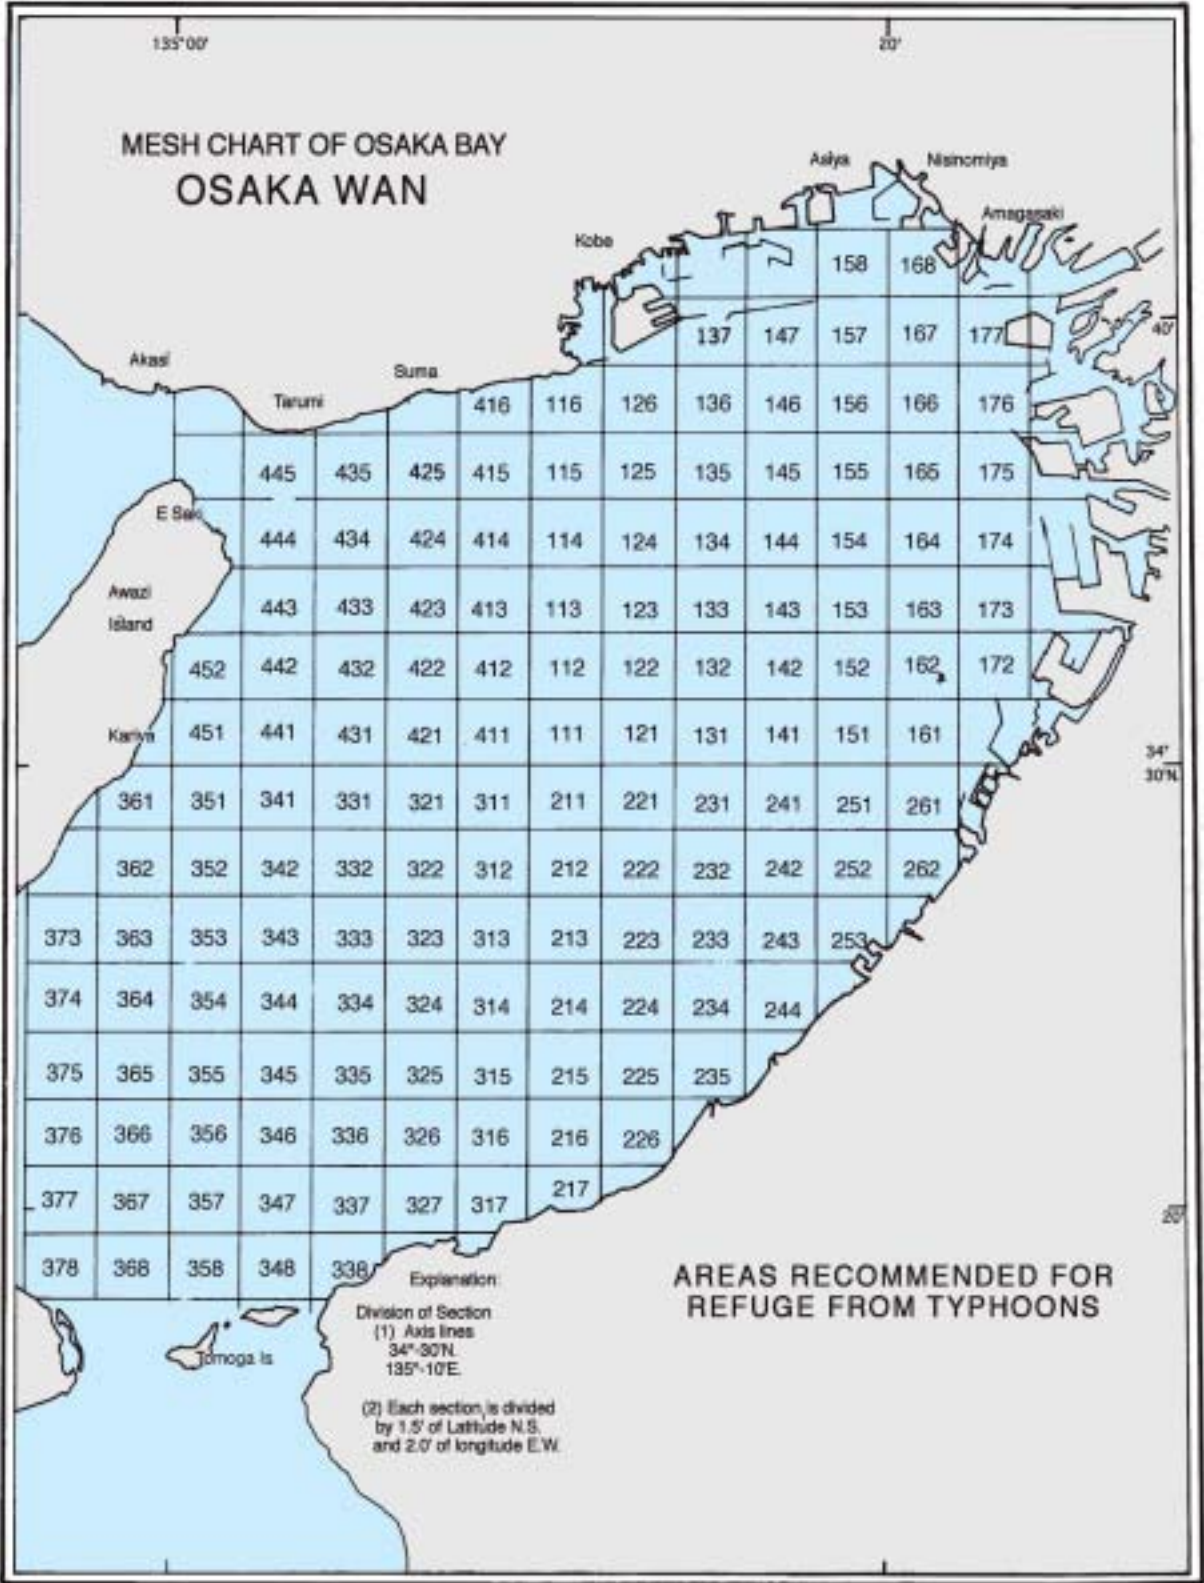 135°00'
20'
MESH CHART OF OSAKA BAY
OSAKA WAN
Asiya
Nisinomiya
Amagasaki
Kobe
158 168
40'
137 147 157 167 177
Akasi
Suma
Tarumi
416 116 126 136 146 156 166 176
445 435 425 415 115 125 135 145 155 165 175
E Saki
444 434 424 414 114 124 134 144 154 164 174
Awazi
Island
443 433 423 413 113 123 133 143 153 163 173
452 442 432 422 412 112 122 132 142 152 162 172
Kariya
451 441 431 421 411 111 121 131 141 151 161
34°
30'N.
361 351 341 331 321 311 211 221 231 241 251 261
362 352 342 332 322 312 212 222 232 242 252 262
373 363 353 343 333 323 313 213 223 233 243 253
374 364 354 344 334 324 314 214 224 234 244
375 365 355 345 335 325 315 215 225 235
376 366 356 346 336 326 316 216 226
377 367 357 347 337 327 317 217
20'
378 368 358 348 338
Explanation:
AREAS RECOMMENDED FOR
REFUGE FROM TYPHOONS
Division of Section
(1) Axis lines
34°-30'N.
135°-10'E.
Tomoga Is
(2) Each section is divided
by 1.5' of Latitude N.S.
and 2.0' of longitude E.W.